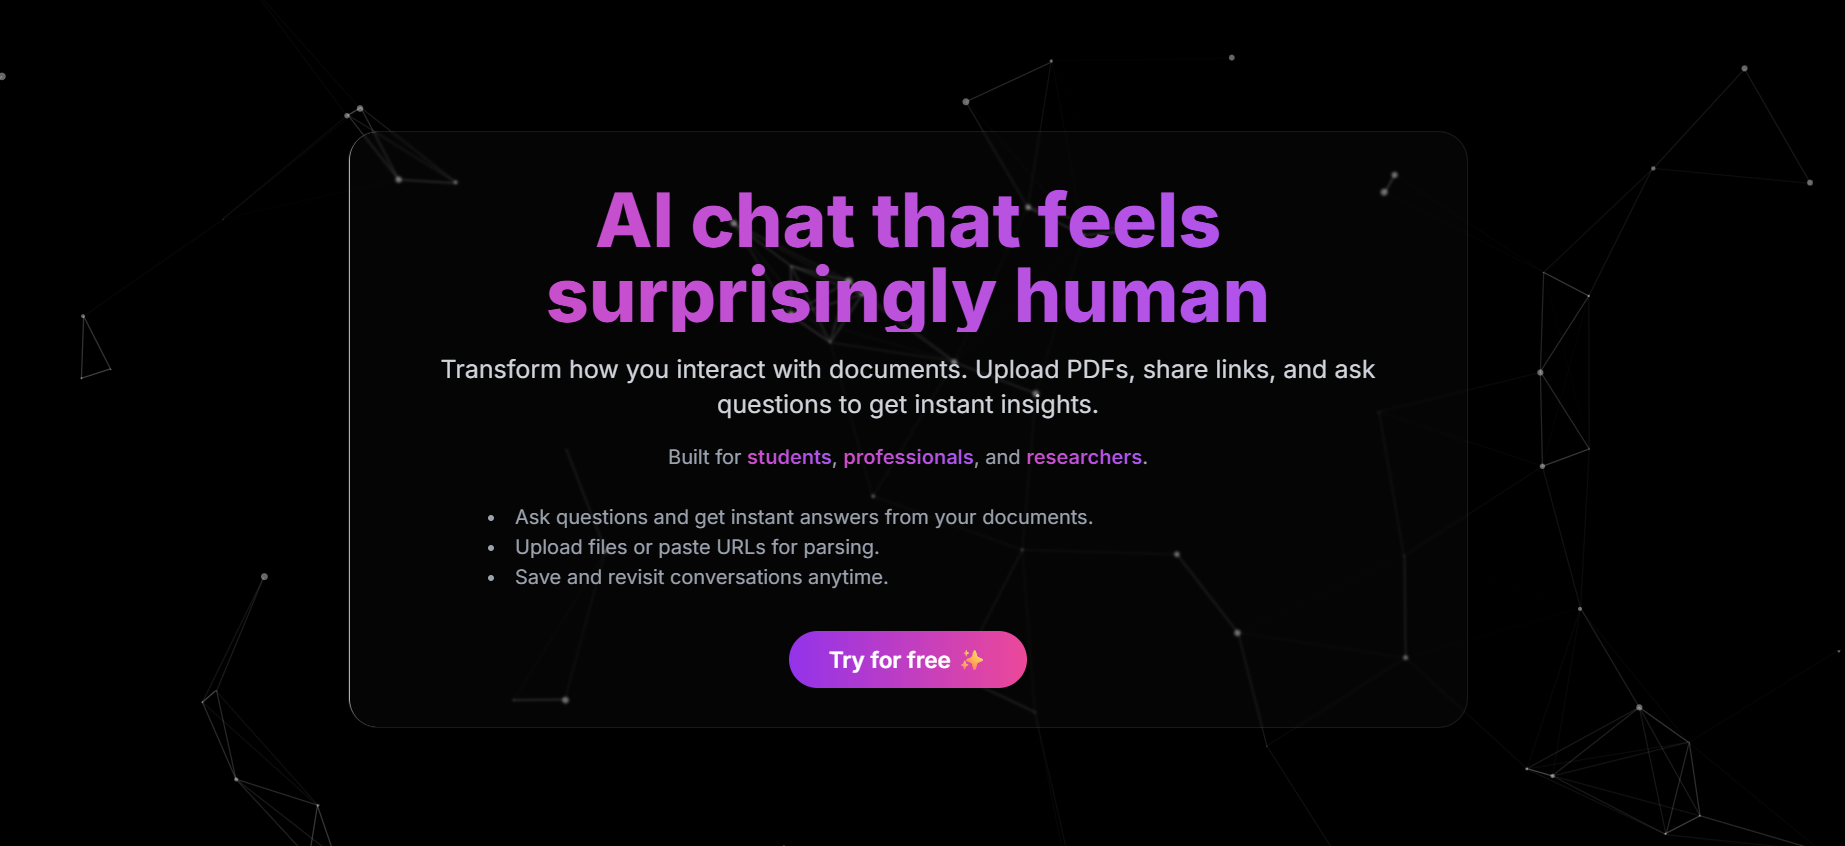 AI chat that feels
surprisingly human
Transform how you interact with documents. Upload PDFs, share links, and ask
questions to get instant insights.
Built for students, professionals, and researchers.
• Ask questions and get instant answers from your documents.
• Upload files or paste URLs for parsing.
• Save and revisit conversations anytime.
Try for free ✨